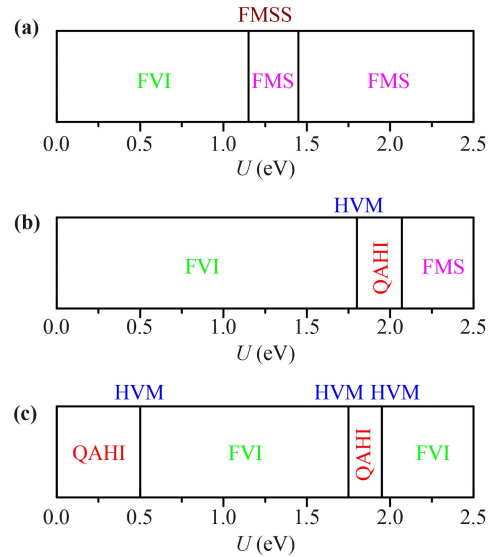 FMSS
(a)
FVI FMS FMS
0.0 0.5 1.0 1.5 2.0 2.5
U (eV)
HVM
(b)
FVI QAHI FMS
0.0 0.5 1.0 1.5 2.0 2.5
U (eV)
HVM HVM HVM
(c)
QAHI FVI QAHI FVI
0.0 0.5 1.0 1.5 2.0 2.5
U (eV)